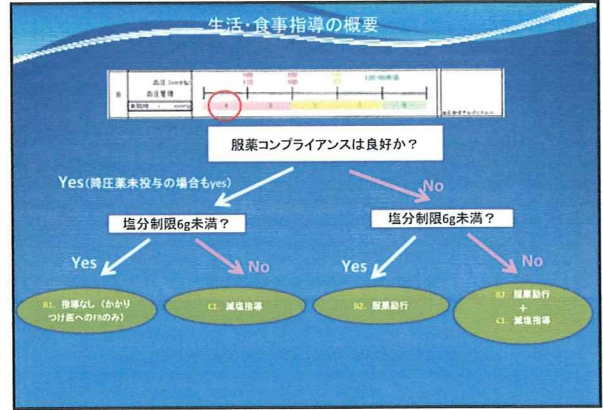 生活・食事指導の概要
B
血圧管理
服薬コンプライアンスは良好か？
Yes(降圧薬未投与の場合もyes)
No
塩分制限6g未満？
塩分制限6g未満？
Yes
No
Yes
No
B1. 指導なし（かかり
つけ医へのFBのみ）
C1. 減塩指導
B2. 服薬励行
B2. 服薬励行
+
C1. 減塩指導